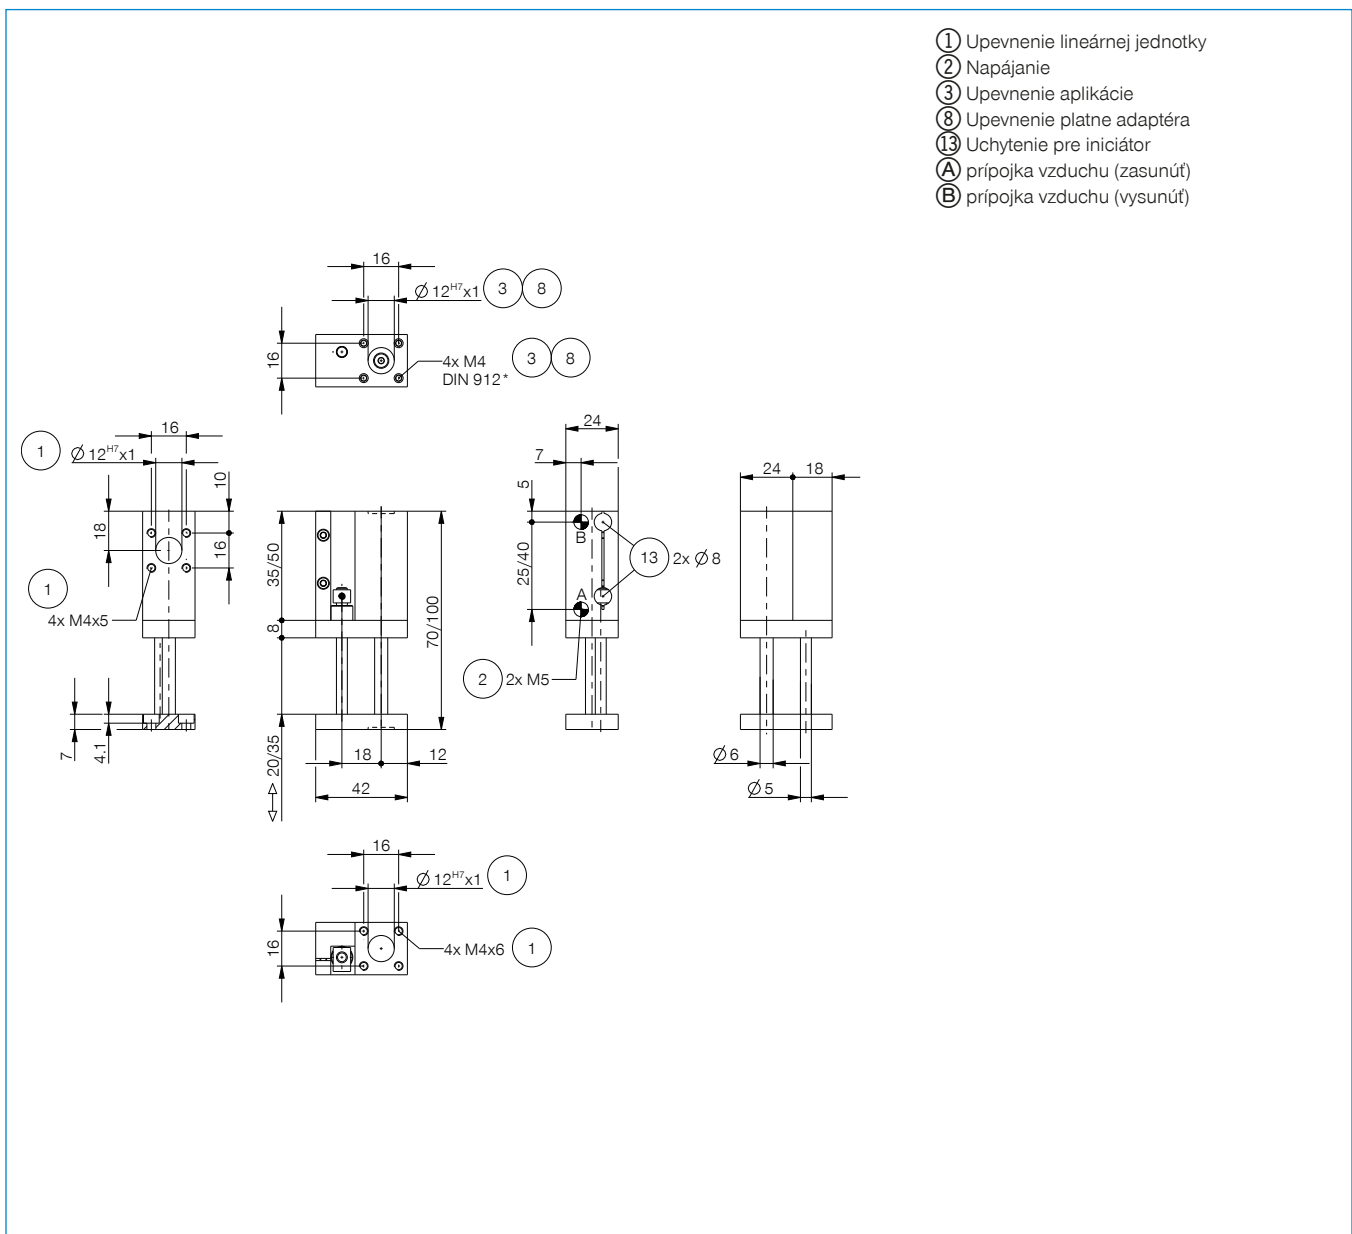 ① Upevnenie lineárnej jednotky
② Napájanie
③ Upevnenie aplikácie
⑧ Upevnenie platne adaptéra
⑬ Uchytenie pre iniciátor
Ⓐ prípojka vzduchu (zasunúť)
Ⓑ prípojka vzduchu (vysunúť)
16
Ø 12H7x1 3 8
16
4x M4 3 8
DIN 912*
16
1 Ø 12H7x1
10
18
16
1
4x M4x5
7
4.1
35/50
8
70/100
20/35
18 12
42
24
7
5
B
25/40
13 2x Ø 8
A
2 2x M5
24 18
Ø 6
Ø 5
16
Ø 12H7x1 1
16
4x M4x6 1